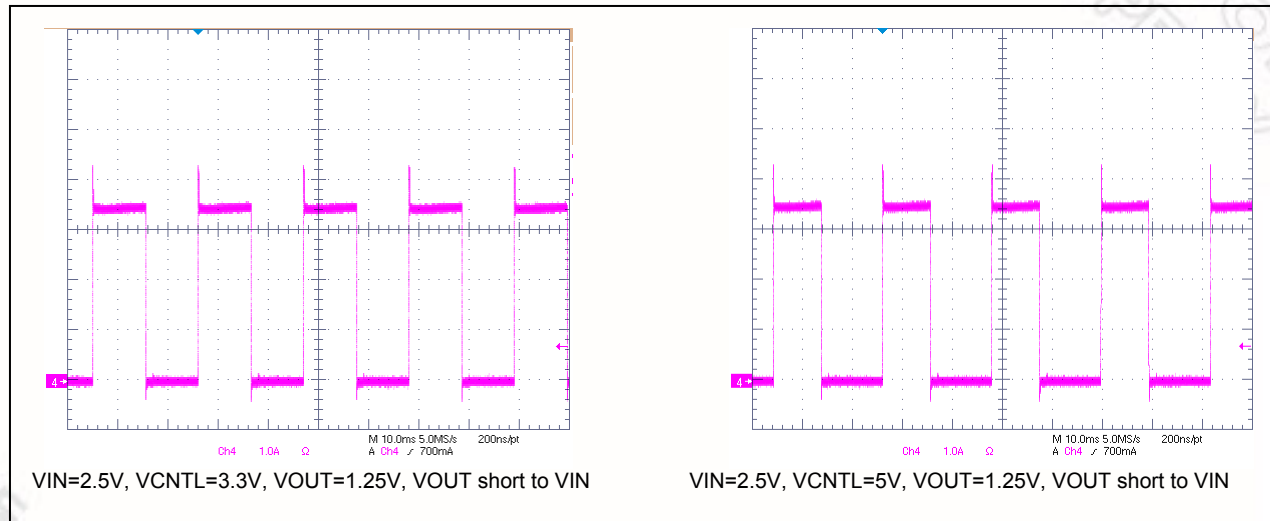 4
M 10.0ms 5.0MS/s 200ns/pt
Ch4 1.0A Ω A Ch4 700mA
VIN=2.5V, VCNTL=3.3V, VOUT=1.25V, VOUT short to VIN
4
M 10.0ms 5.0MS/s 200ns/pt
Ch4 1.0A Ω A Ch4 700mA
VIN=2.5V, VCNTL=5V, VOUT=1.25V, VOUT short to VIN